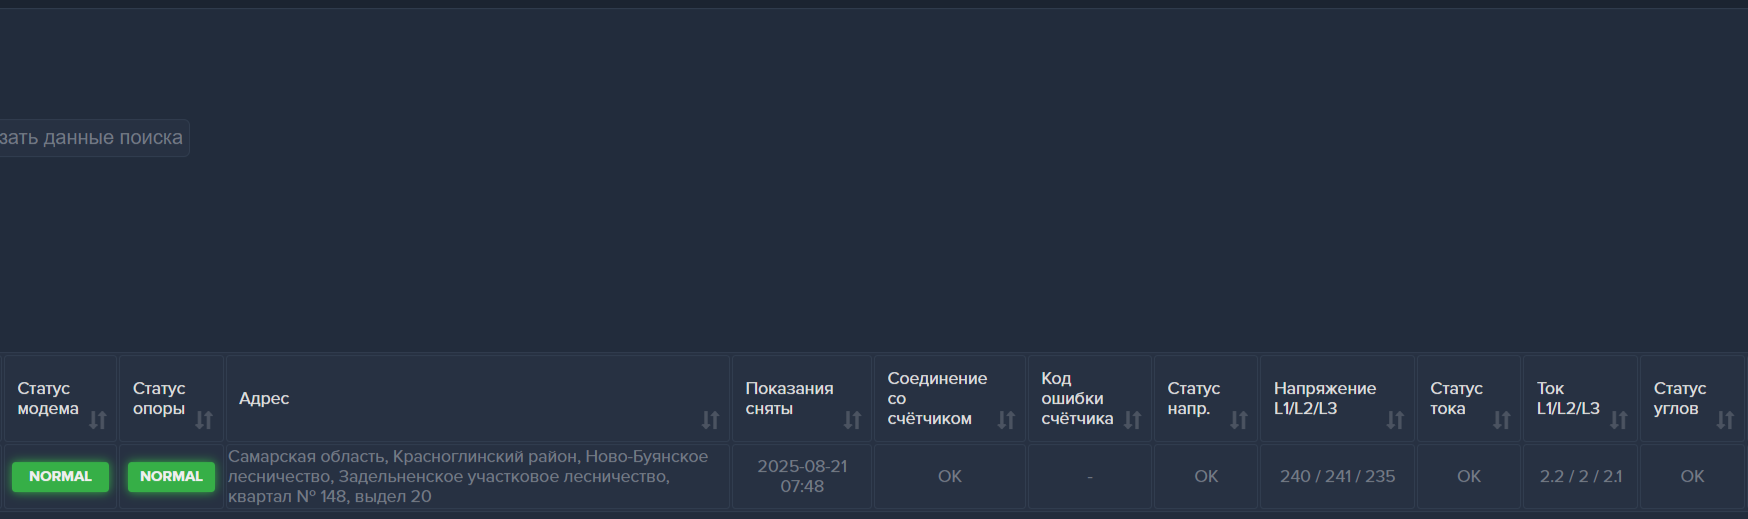 зать данные поиска
Статус
модема
Статус
опоры
Адрес
Показания
сняты
Соединение
со
счётчиком
Код
ошибки
счётчика
Статус
напр.
Напряжение
L1/L2/L3
Статус
тока
Ток
L1/L2/L3
Статус
углов
NORMAL
NORMAL
Самарская область, Красноглинский район, Ново-Буянское
лесничество, Задельненское участковое лесничество,
квартал № 148, выдел 20
2025-08-21
07:48
OK
-
OK
240 / 241 / 235
OK
2.2 / 2 / 2.1
OK